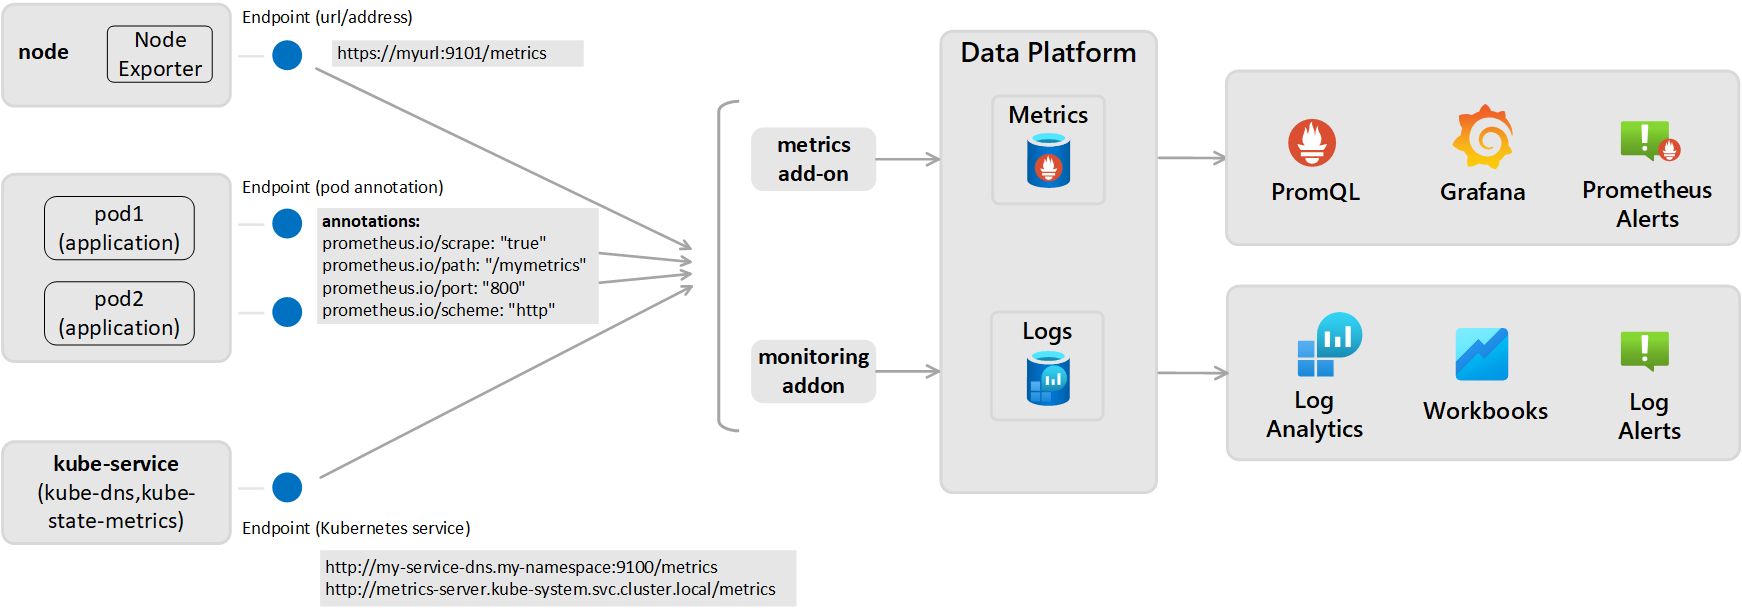 Endpoint (url/address)
node
Node
Exporter
https://myurl:9101/metrics
Endpoint (pod annotation)
pod1
(application)
pod2
(application)
annotations:
prometheus.io/scrape: "true"
prometheus.io/path: "/mymetrics"
prometheus.io/port: "800"
prometheus.io/scheme: "http"
kube-service
(kube-dns,kube-
state-metrics)
Endpoint (Kubernetes service)
http://my-service-dns.my-namespace:9100/metrics
http://metrics-server.kube-system.svc.cluster.local/metrics
metrics
add-on
monitoring
addon
Data Platform
Metrics
Logs
PromQL
Grafana
Prometheus
Alerts
Log
Analytics
Workbooks
Log
Alerts